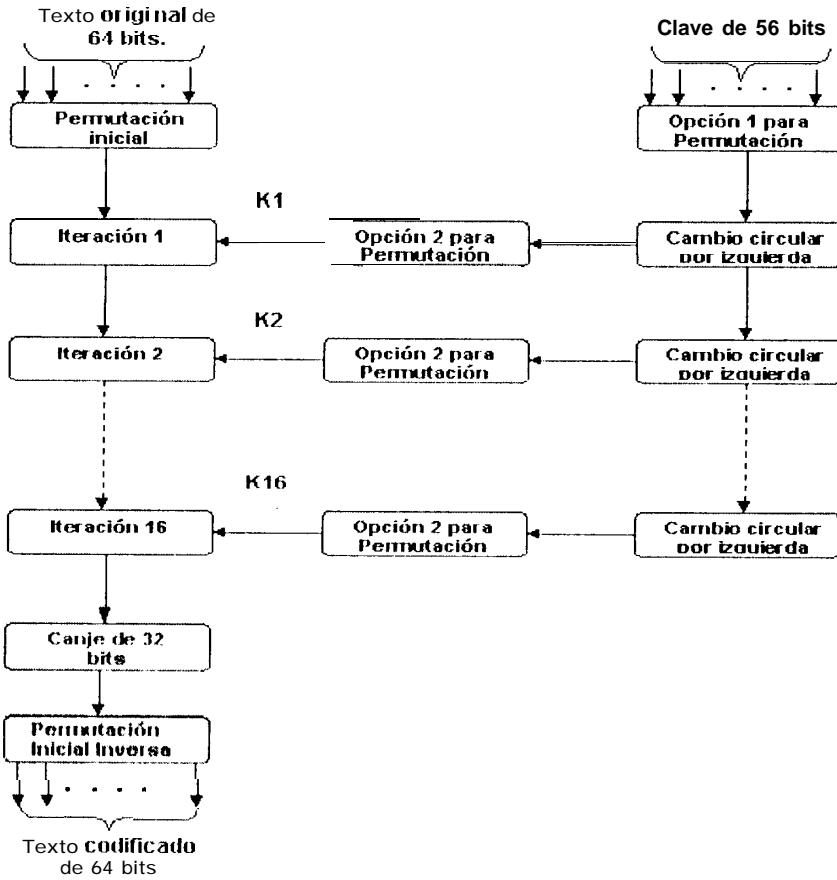 Texto original de
64 bits.
Clave de 56 bits
Permutación
inicial
Opción 1 para
Permutación
K1
Iteración 1
Opción 2 para
Permutación
Cambio circular
por izquierda
K2
Iteración 2
Opción 2 para
Permutación
Cambio circular
por izquierda
K16
Iteración 16
Opción 2 para
Permutación
Cambio circular
por izquierda
Canje de 32
bits
Permutación
Inicial Inversa
Texto codificado
de 64 bits